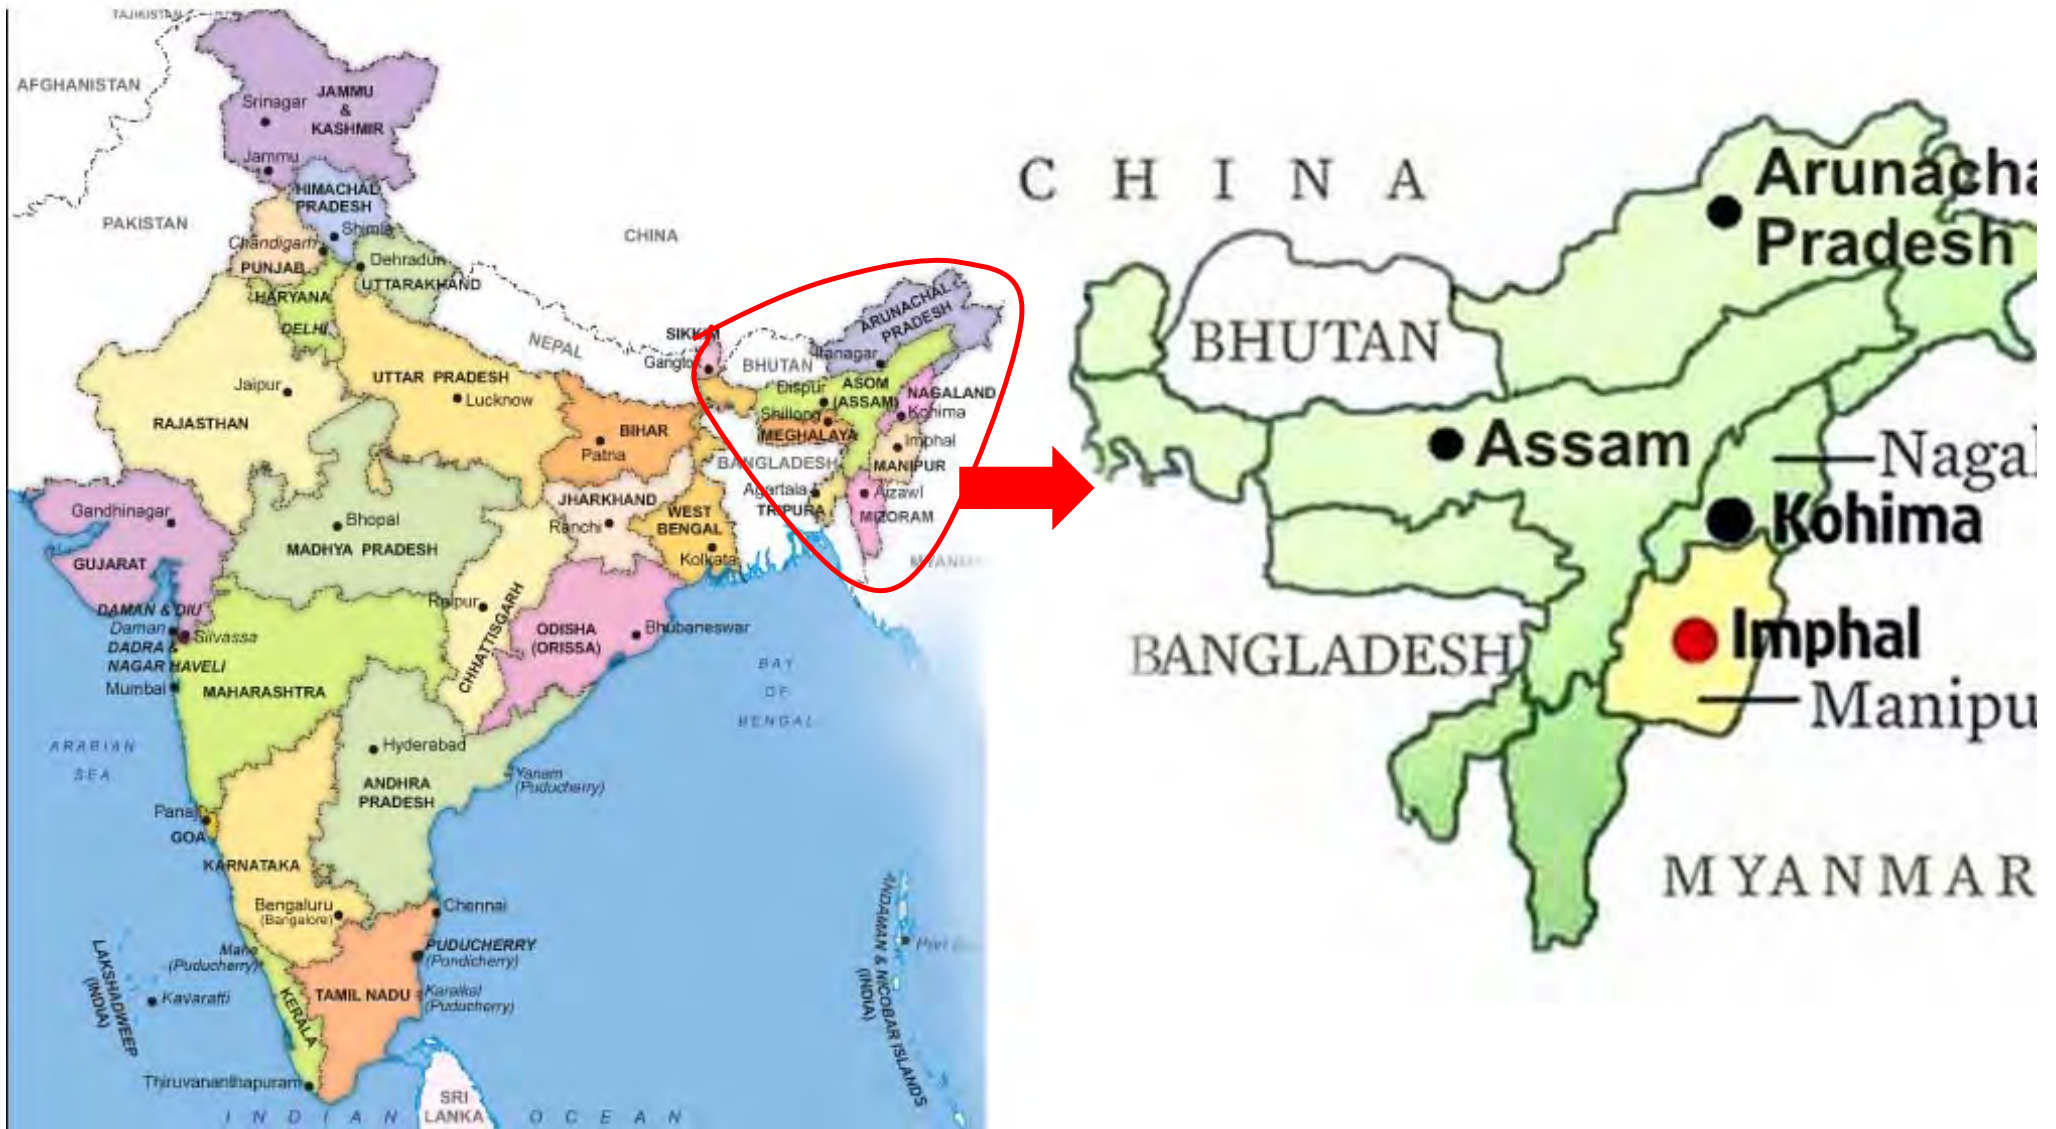 TAJIKISTAN
AFGHANISTAN
JAMMU
&
KASHMIR
Srinagar
Jammu
HIMACHAL
PRADESH
PAKISTAN
Shimla
Chandigarh
PUNJAB
Dehradun
UTTARAKHAND
CHINA
HARYANA
DELHI
NEPAL
SIKKIM
BHUTAN
ARUNACHAL
PRADESH
Itanagar
Jaipur
UTTAR PRADESH
Lucknow
Dispur
ASOM
(ASSAM)
NAGALAND
Kohima
RAJASTHAN
BIHAR
Patna
Shillong
MEGHALAYA
Imphal
MANIPUR
BANGLADESH
Gandhinagar
Bhopal
MADHYA PRADESH
JHARKHAND
Ranchi
WEST
BENGAL
Kolkata
Agartala
TRIPURA
Aizawl
MIZORAM
GUJARAT
Raipur
CHHATTISGARH
DAMAN & DIU
Daman
Silvassa
DADRA &
NAGAR HAVELI
Mumbai
MAHARASHTRA
ODISHA
(ORISSA)
Bhubaneswar
BAY
OF
BENGAL
ARABIAN
SEA
Hyderabad
ANDHRA
PRADESH
Yanam
(Puducherry)
Panaji
GOA
KARNATAKA
Bengaluru
(Bangalore)
Chennai
Mahe
(Puducherry)
PUDUCHERRY
(Pondicherry)
LAKSHADWEEP
(INDIA)
Kavaratti
KERALA
TAMIL NADU
Karaikal
(Puducherry)
ANDAMAN & NICOBAR ISLANDS
(INDIA)
Port
Thiruvananthapuram
SRI
LANKA
INDIAN OCEAN
CHINA
Arunacha
Pradesh
BHUTAN
Assam
Nagal
Kohima
Imphal
Manipu
BANGLADESH
MYANMAR